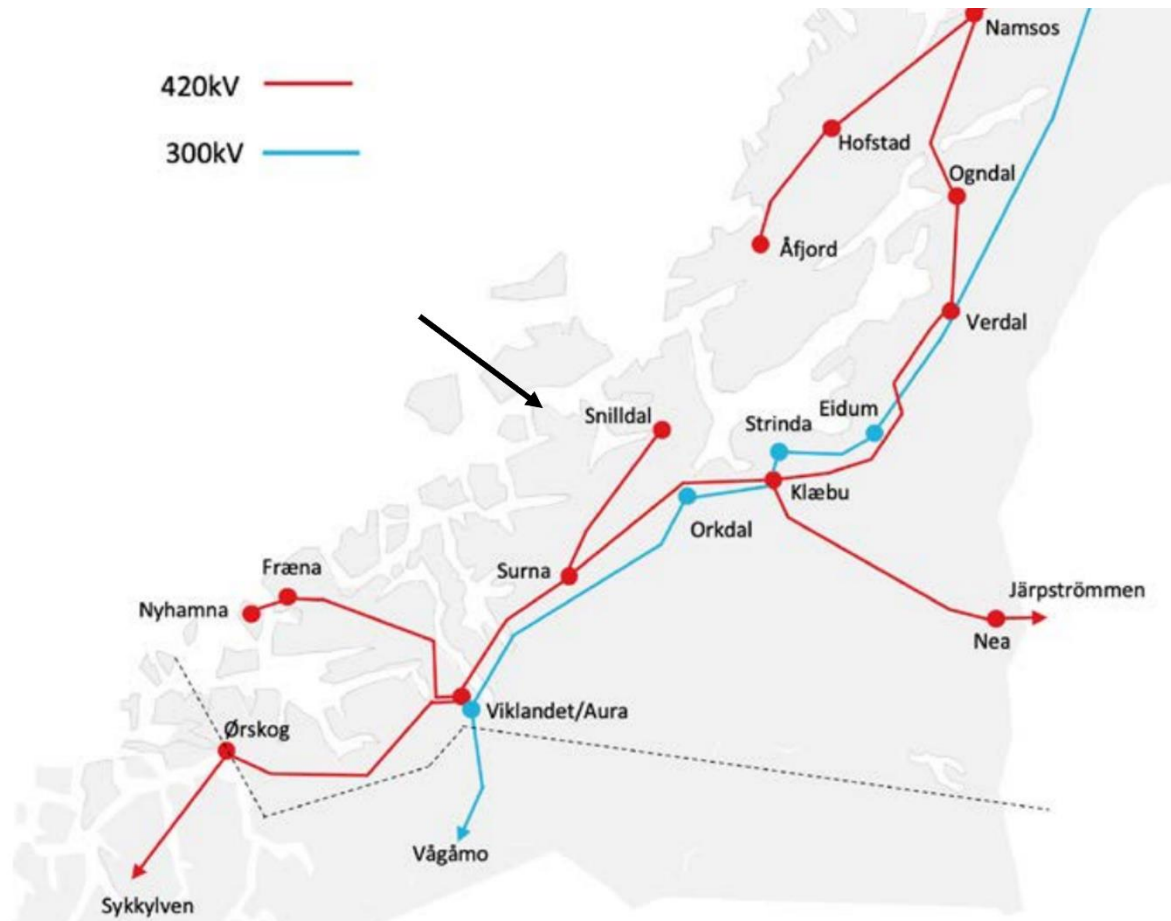 Namsos
420kV
300kV
Hofstad
Ogndal
Åfjord
Verdal
Snilldal
Strinda
Eidum
Klæbu
Orkdal
Surna
Fræna
Nyhamna
Järpströmmen
Nea
Viklandet/Aura
Ørskog
Vågåmo
Sykkylven